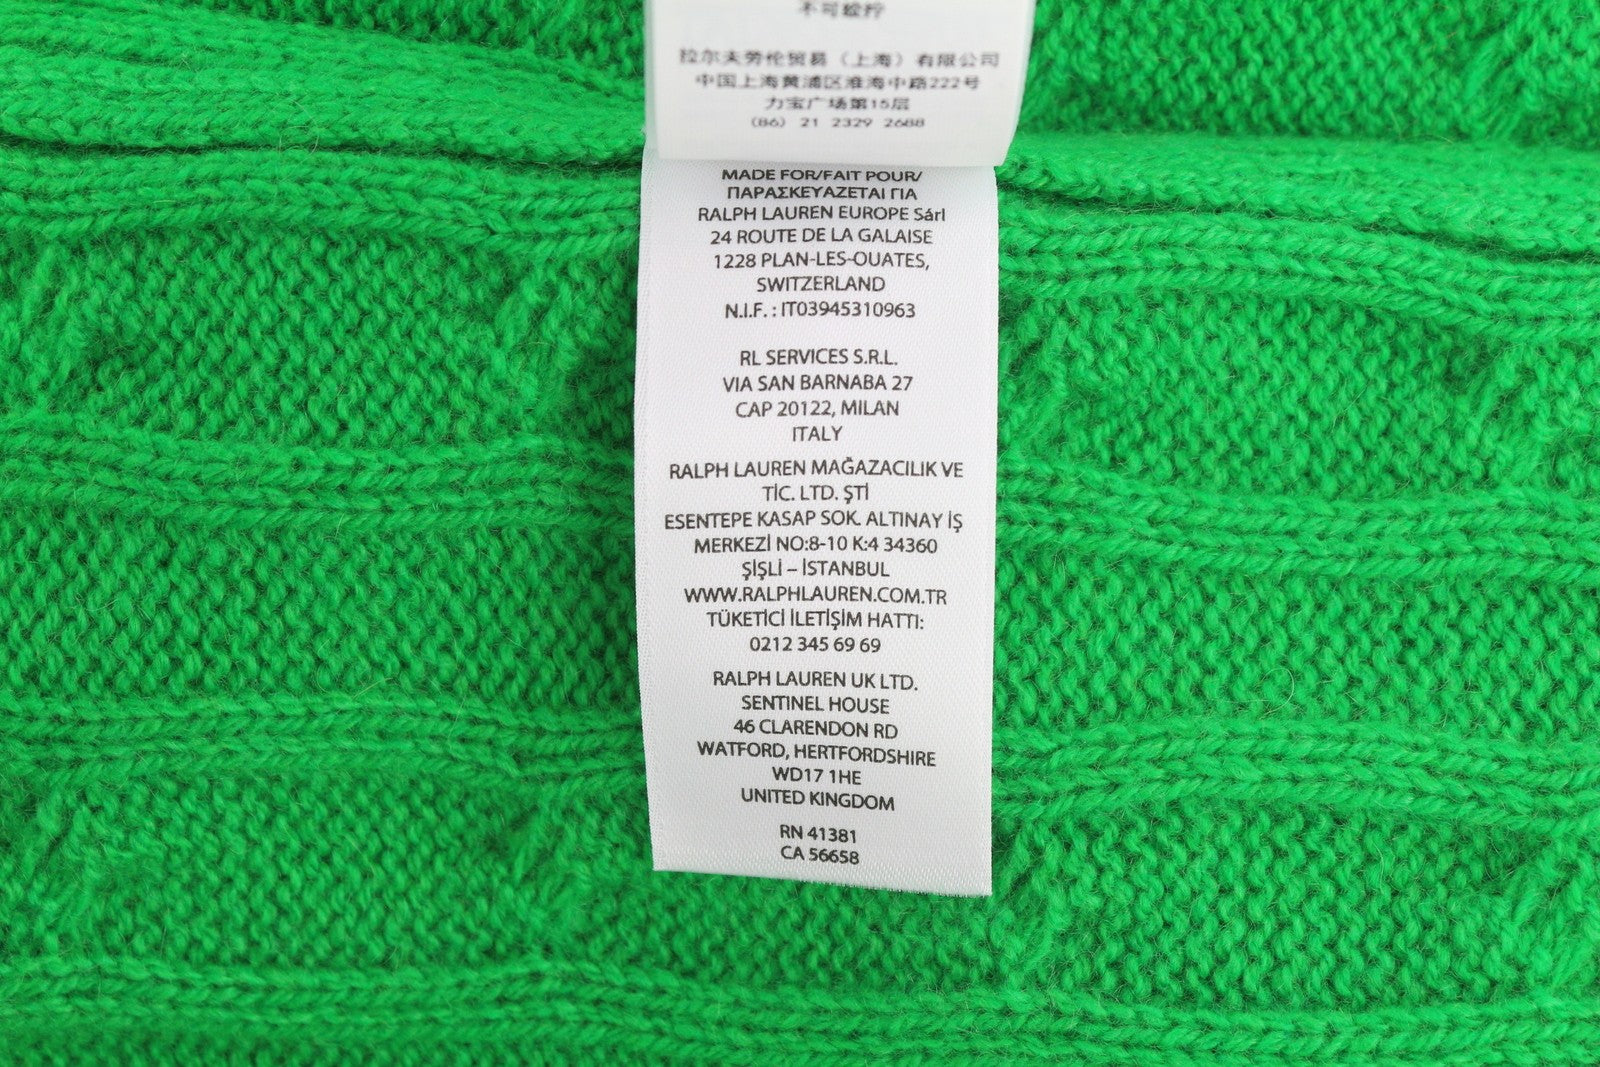 不可拧
拉尔夫劳伦贸易（上海）有限公司
中国上海黄浦区淮海中路222号
力宝广场第15层
(86) 21 2329 2688
MADE FOR/FAIT POUR/
ΠΑΡΑΣΚΕΥΑΖΕΤΑΙ ΓΙΑ
RALPH LAUREN EUROPE Sárl
24 ROUTE DE LA GALAISE
1228 PLAN-LES-OUATES,
SWITZERLAND
N.I.F. : IT03945310963
RL SERVICES S.R.L.
VIA SAN BARNABA 27
CAP 20122, MILAN
ITALY
RALPH LAUREN MAĞAZACILIK VE
TİC. LTD. ŞTİ
ESENTEPE KASAP SOK. ALTINAY İŞ
MERKEZİ NO:8-10 K:4 34360
ŞİŞLİ – İSTANBUL
WWW.RALPHLAUREN.COM.TR
TÜKETİCİ İLETİŞİM HATTI:
0212 345 69 69
RALPH LAUREN UK LTD.
SENTINEL HOUSE
46 CLARENDON RD
WATFORD, HERTFORDSHIRE
WD17 1HE
UNITED KINGDOM
RN 41381
CA 56658